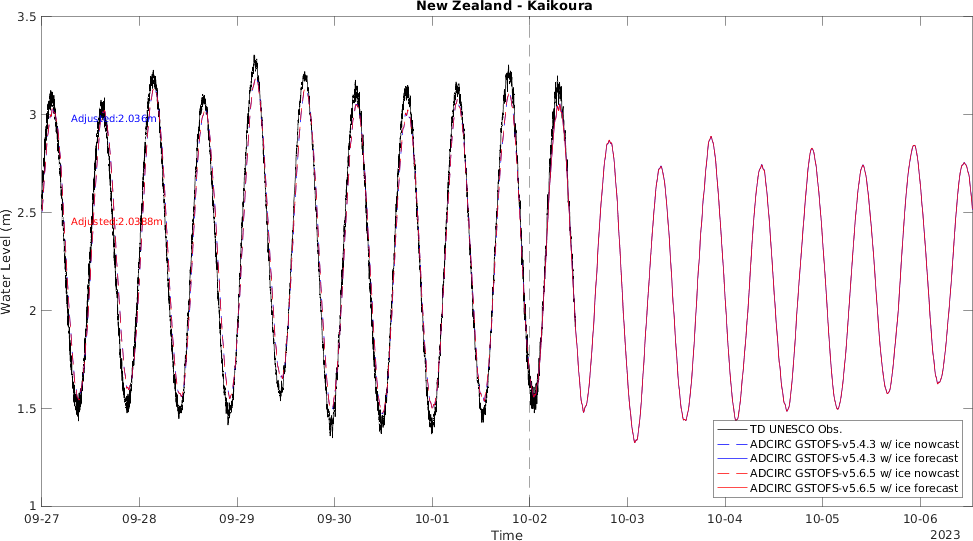 New Zealand - Kaikoura
3.5
3
2.5
2
1.5
1
Water Level (m)
Adjusted:2.036m
Adjusted:2.0388m
TD UNESCO Obs.
ADCIRC GSTOFS-v5.4.3 w/ ice nowcast
ADCIRC GSTOFS-v5.4.3 w/ ice forecast
ADCIRC GSTOFS-v5.6.5 w/ ice nowcast
ADCIRC GSTOFS-v5.6.5 w/ ice forecast
09-27 09-28 09-29 09-30 10-01 10-02 10-03 10-04 10-05 10-06
Time
2023